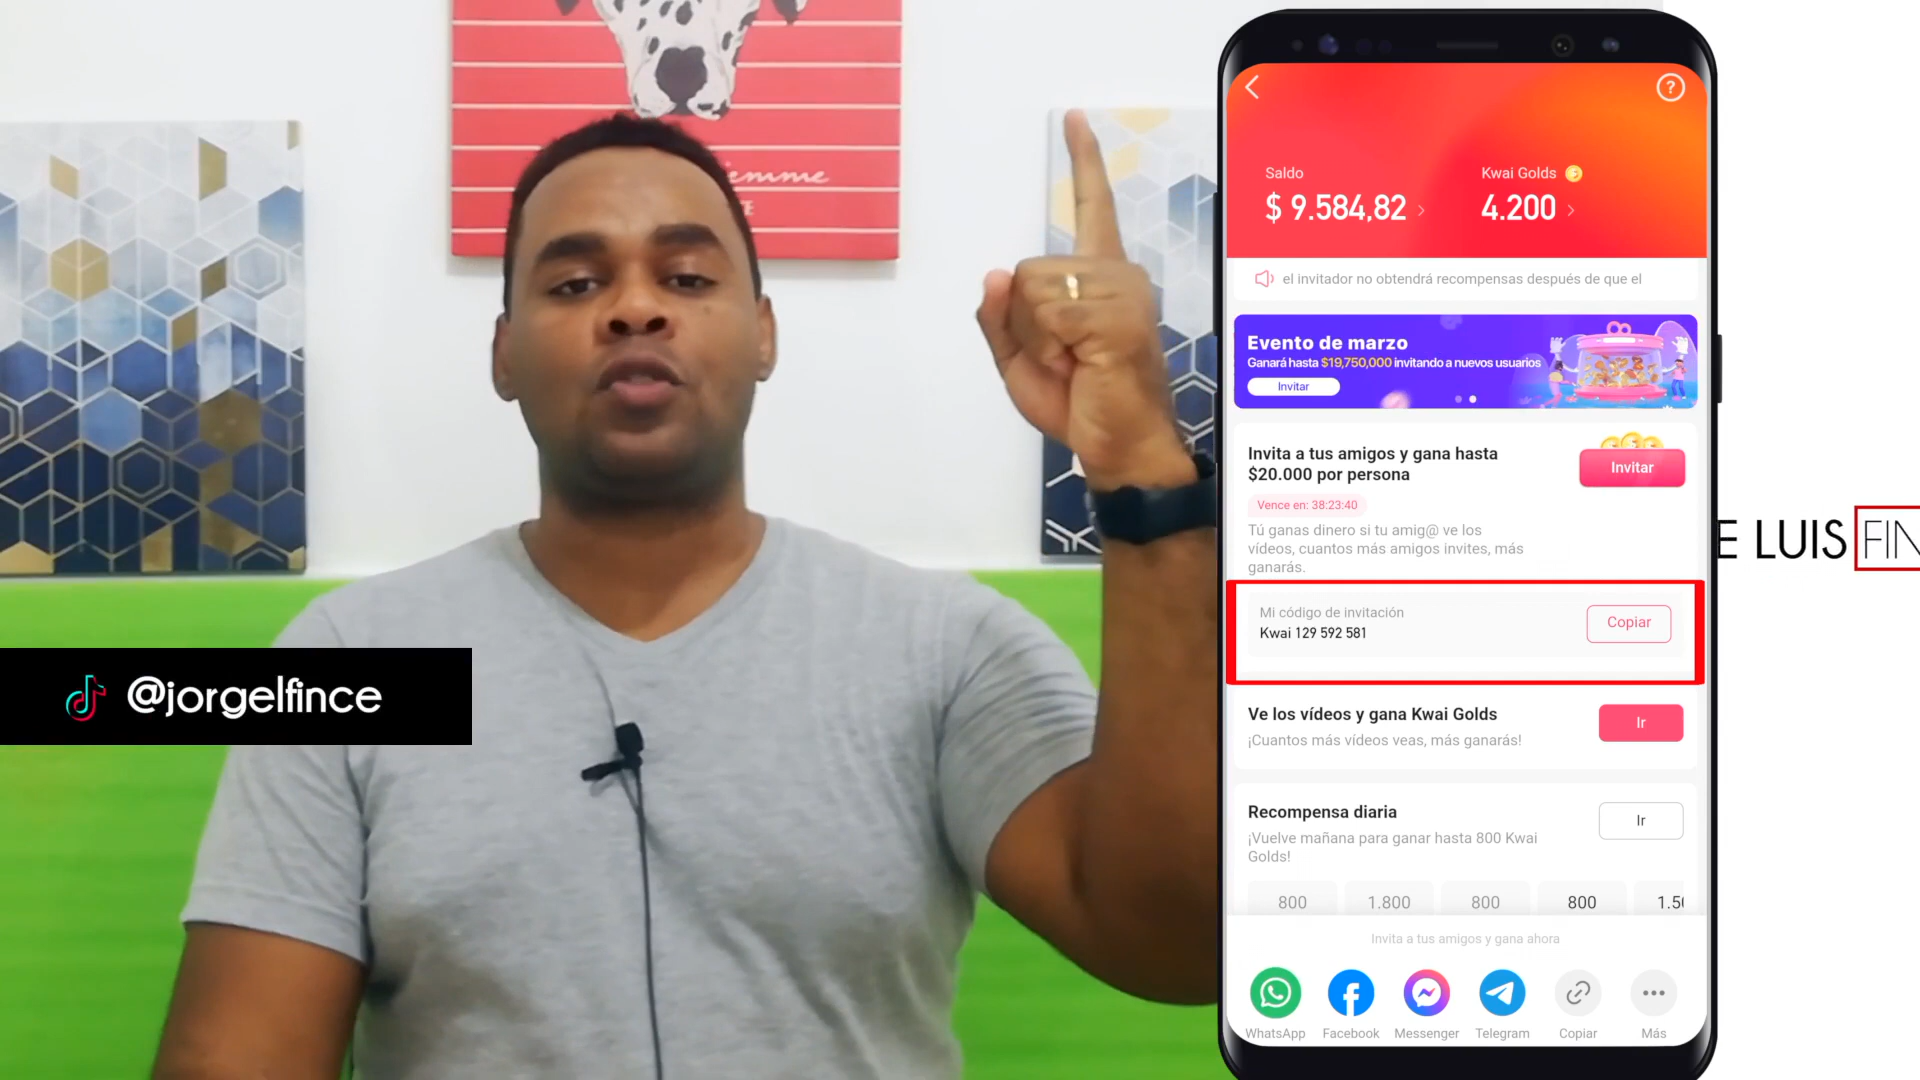 emme
@jorgelfince
Saldo
Kwai Golds
$ 9.584,82
4.200
el invitador no obtendrá recompensas después de que el
Evento de marzo
Ganará hasta $19,750,000 invitando a nuevos usuarios
Invitar
Invita a tus amigos y gana hasta
$20.000 por persona
Invitar
Vence en: 38:23:40
Tú ganas dinero si tu amig@ ve los
vídeos, cuantos más amigos invites, más
ganarás.
Mi código de invitación
Kwai 129 592 581
Copiar
E LUIS FIN
Ve los vídeos y gana Kwai Golds
¡Cuantos más vídeos veas, más ganarás!
Ir
Recompensa diaria
¡Vuelve mañana para ganar hasta 800 Kwai
Golds!
Ir
800
1.800
800
800
1.50
Invita a tus amigos y gana ahora
WhatsApp
Facebook
Messenger
Telegram
Copiar
Más